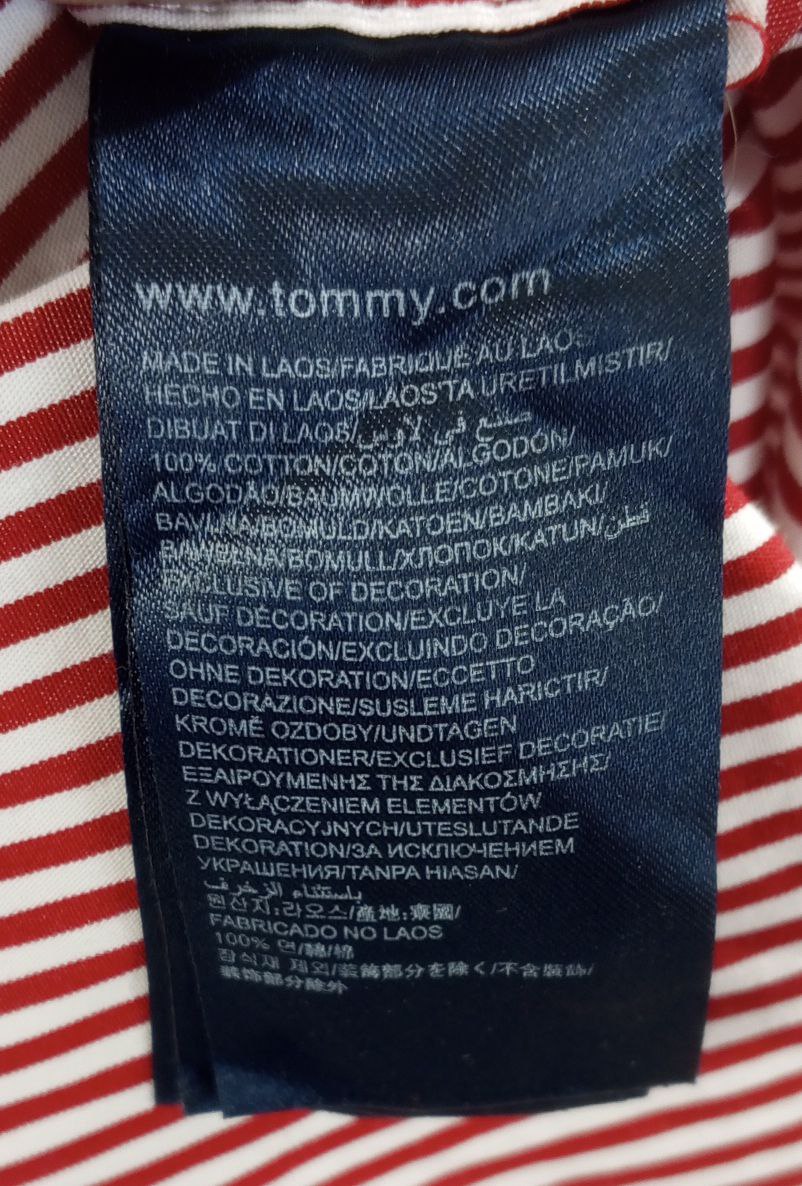 www.tommy.com
MADE IN LAOS/FABRIQUÉ AU LAOS
HECHO EN LAOS/LAOS'TA URETILMISTIR/
DIBUAT DI LAOS/صنع في لاوس
100% COTTON/COTON/ALGODÓN/
ALGODÃO/BAUMWOLLE/COTONE/PAMUK/
BAVLNA/BOMULD/KATOEN/BAMBAKI/
BAWEŁNA/BOMULL/ХЛОПОК/KATUN/قطن
EXCLUSIVE OF DECORATION/
SAUF DÉCORATION/EXCLUYE LA
DECORACIÓN/EXCLUINDO DECORAÇÃO/
OHNE DEKORATION/ECCETTO
DECORAZIONE/SUSLEME HARICTIR/
KROMĚ OZDOBY/UNDTAGEN
DEKORATIONER/EXCLUSIEF DECORATIE/
ΕΞΑΙΡΟΥΜΕΝΗΣ ΤΗΣ ΔΙΑΚΟΣΜΗΣΗΣ/
Z WYŁĄCZENIEM ELEMENTÓW
DEKORACYJNYCH/UTESLUTANDE
DEKORATION/ЗА ИСКЛЮЧЕНИЕМ
УКРАШЕНИЯ/TANPA HIASAN/
باستثناء الزخرف
원산지:라오스/産地:寮國/
FABRICADO NO LAOS
100% 면/綿/棉
장식재 제외/装飾部分を除く/不含裝飾/
装飾部分除外